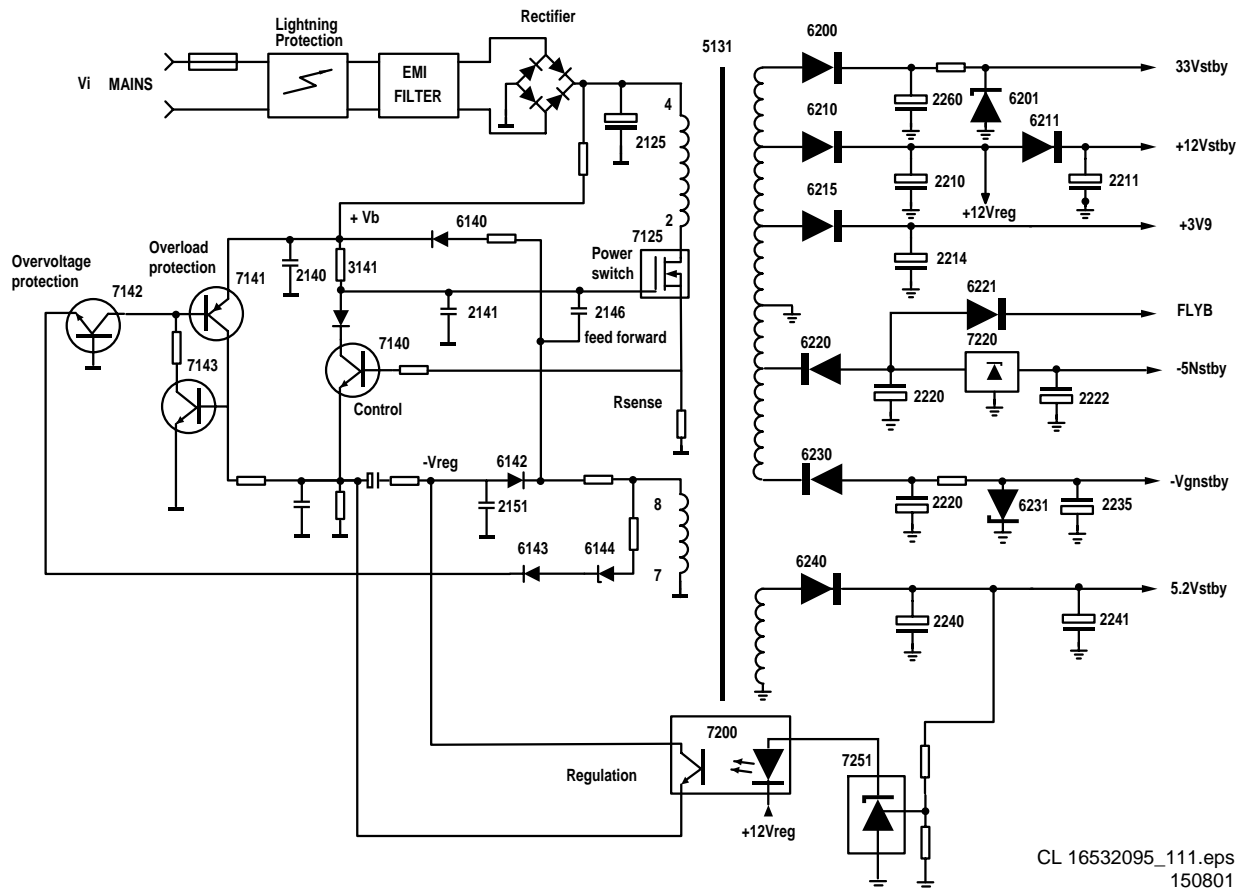 Rectifier
Lightning
Protection
Vi MAINS
EMI
FILTER
4
2125
2
5131
6200
33Vstby
2260
6201
6210
6211
+12Vstby
2210
2211
+12Vreg
6215
+3V9
2214
+ Vb
6140
7125
Power
switch
Overload
protection
Overvoltage
protection
7142
7141
2140
3141
2141
2146
feed forward
7143
7140
Control
Rsense
6221
FLYB
6220
7220
-5Nstby
2220
2222
-Vreg
6142
2151
8
6230
-Vgnstby
2220
6231
2235
6143
6144
7
6240
5.2Vstby
2240
2241
7200
Regulation
7251
+12Vreg
CL 16532095_111.eps
150801